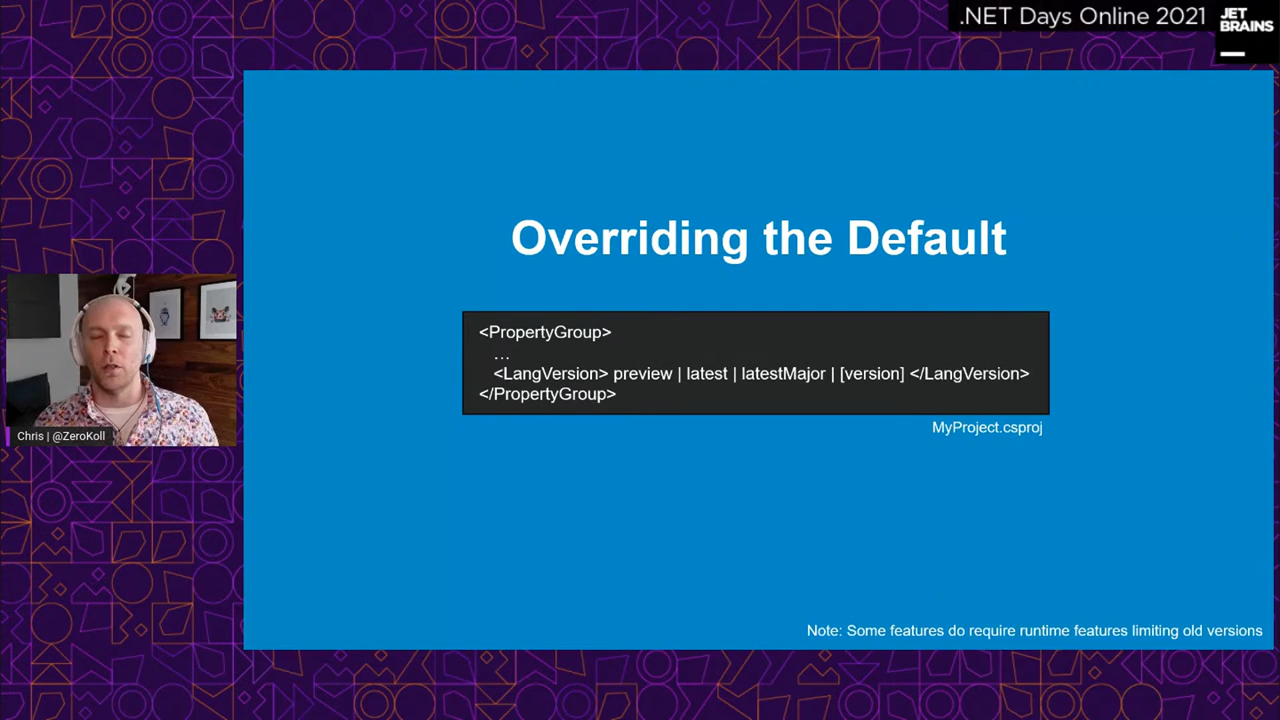 .NET Days Online 2021
JET
BRAINS
Overriding the Default
<PropertyGroup>
...
<LangVersion> preview | latest | latestMajor | [version] </LangVersion>
</PropertyGroup>
MyProject.csproj
Chris | @ZeroKoll
Note: Some features do require runtime features limiting old versions